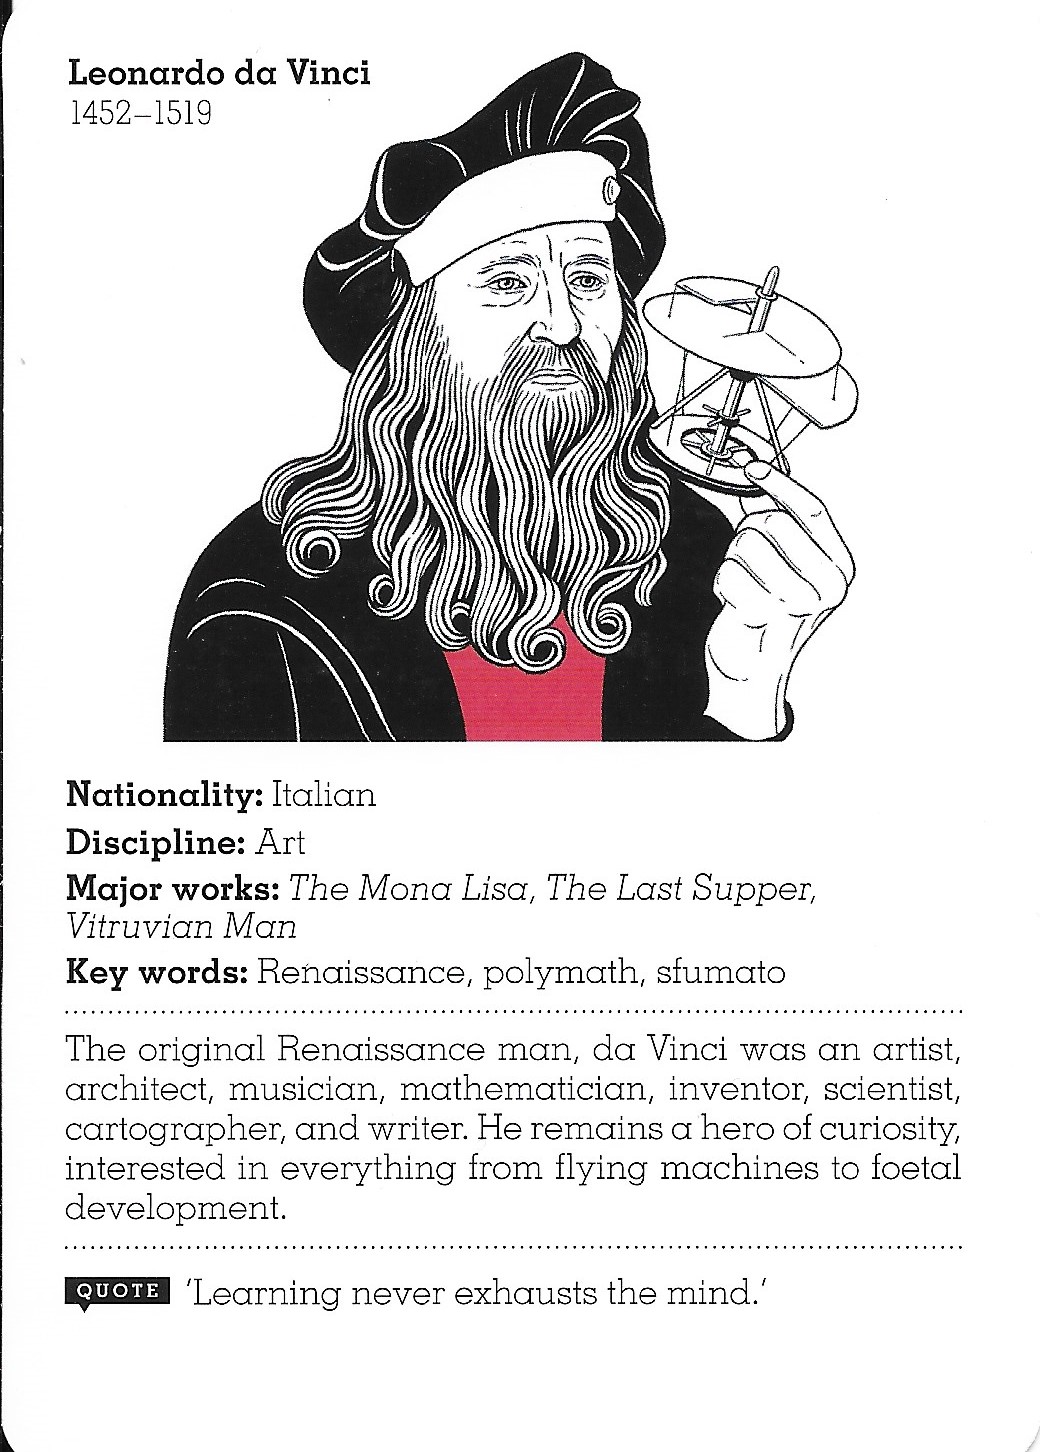 Leonardo da Vinci
1452–1519
Nationality: Italian
Discipline: Art
Major works: The Mona Lisa, The Last Supper,
Vitruvian Man
Key words: Renaissance, polymath, sfumato
The original Renaissance man, da Vinci was an artist,
architect, musician, mathematician, inventor, scientist,
cartographer, and writer. He remains a hero of curiosity,
interested in everything from flying machines to foetal
development.
QUOTE 'Learning never exhausts the mind.'